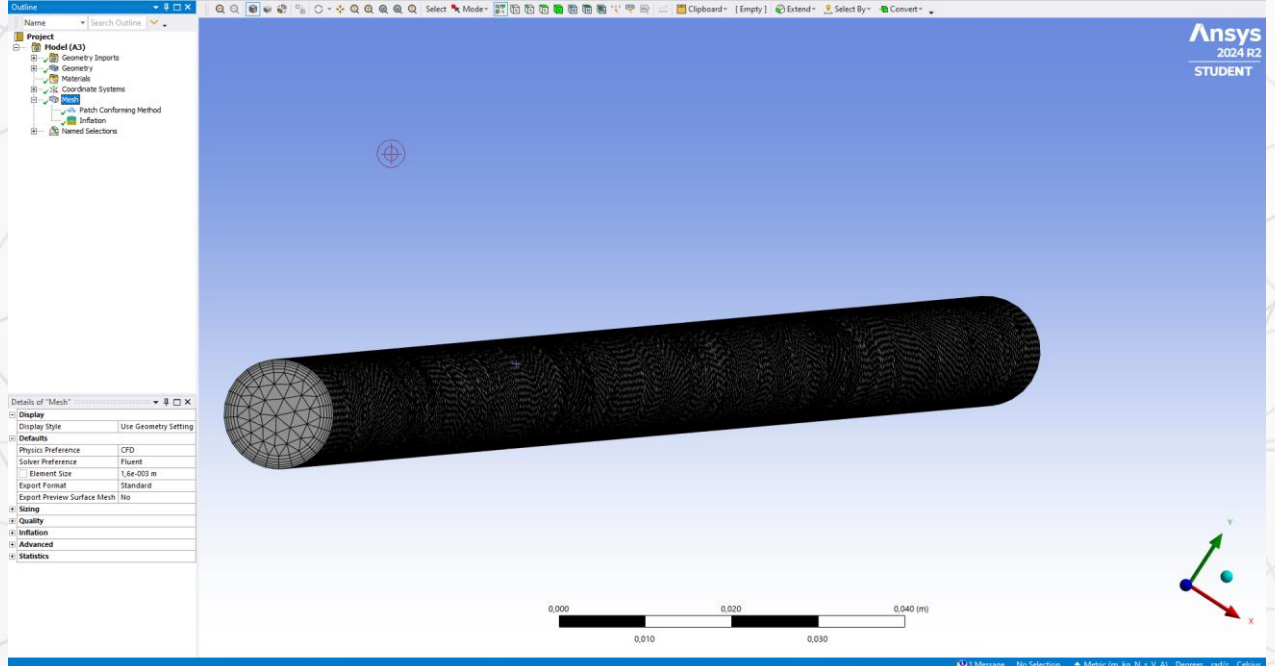 Outline
Name Search Outline
Project
Model (A3)
Geometry Imports
Geometry
Materials
Coordinate Systems
Mesh
Patch Conforming Method
Inflation
Named Selections
Select Mode Clipboard [Empty] Extend Select By Convert
Ansys
2024 R2
STUDENT
Details of "Mesh"
Display
Display Style Use Geometry Setting
Defaults
Physics Preference CFD
Solver Preference Fluent
Element Size 1,6e-003 m
Export Format Standard
Export Preview Surface Mesh No
Sizing
Quality
Inflation
Advanced
Statistics
0,000 0,020 0,040 (m)
0,010 0,030
Y
X
1 Message No Selection Metric (m, kg, N, s, V, A) Degrees rad/s Celsius